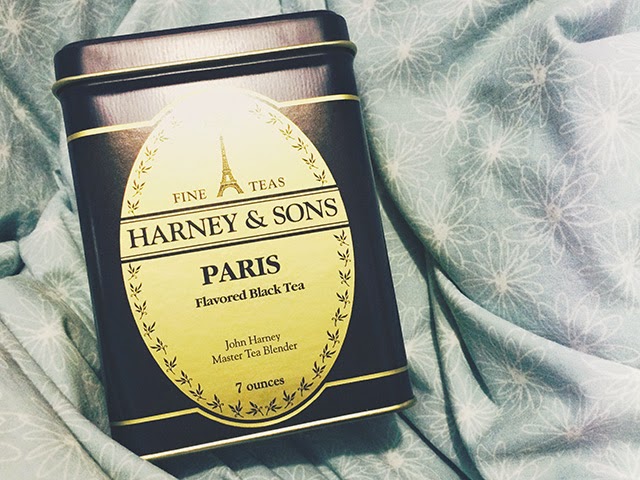 FINE TEAS
HARNEY & SONS
PARIS
Flavored Black Tea
John Harney
Master Tea Blender
7 ounces